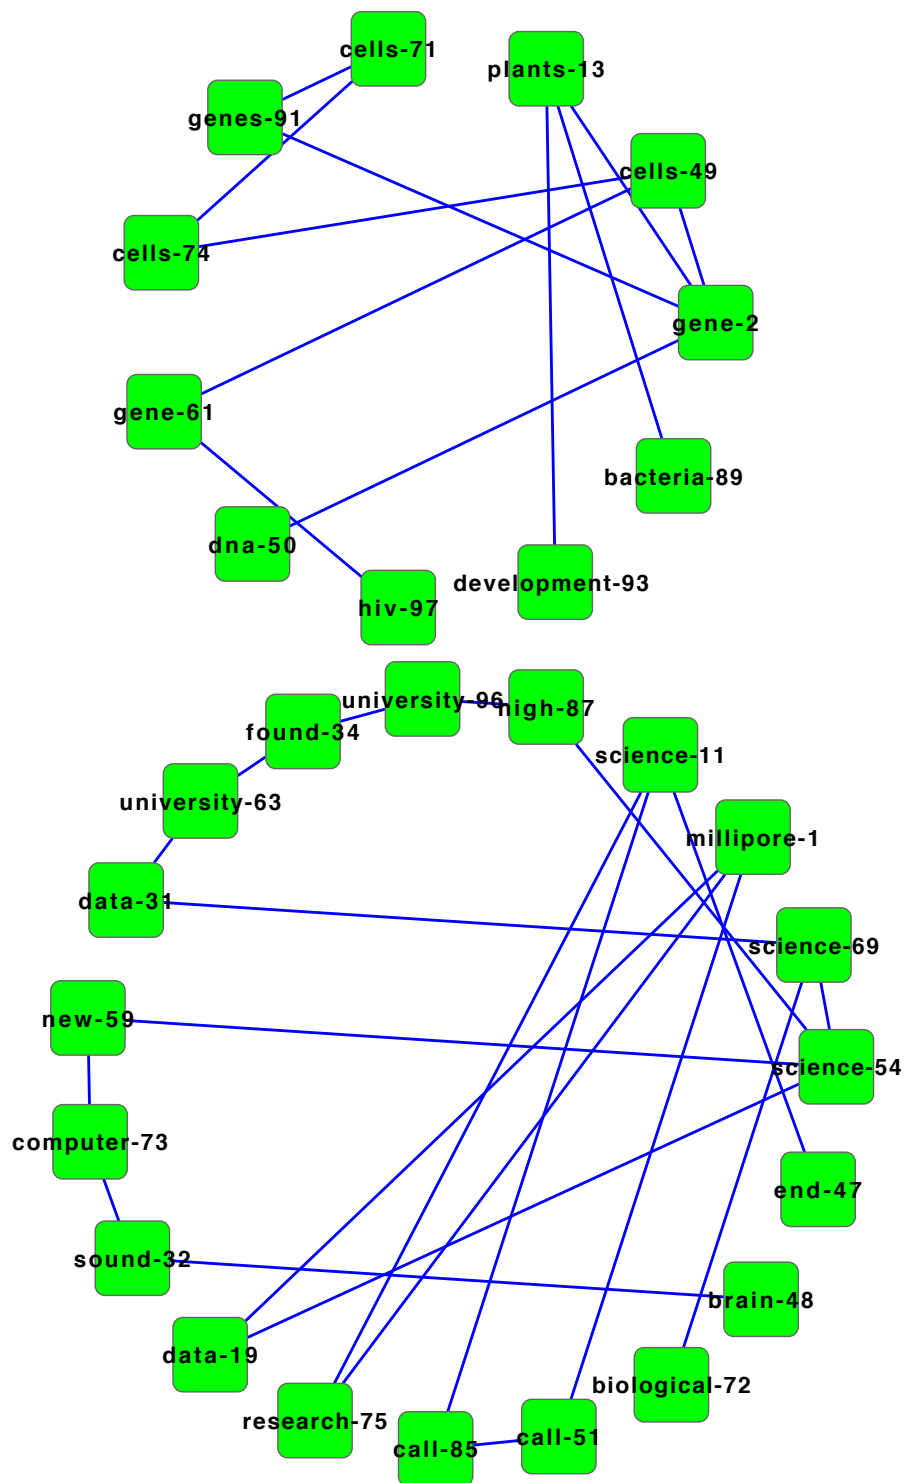 cells-71
plants-13
genes-91
cells-49
cells-74
gene-2
gene-61
bacteria-89
dna-50
development-93
hiv-97
university-96
high-87
found-34
science-11
university-63
millipore-1
data-31
science-69
new-59
science-54
computer-73
end-47
sound-32
brain-48
data-19
biological-72
research-75
call-51
call-85